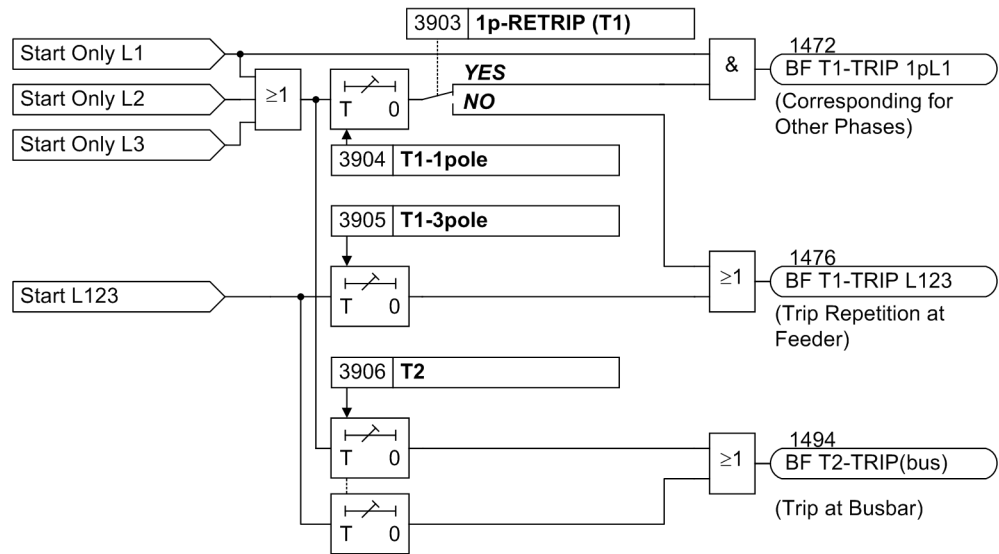 3903 1p-RETRIP (T1)
Start Only L1
Start Only L2
Start Only L3
≥1
T 0
YES
NO
&
1472
BF T1-TRIP 1pL1
(Corresponding for
Other Phases)
3904 T1-1pole
3905 T1-3pole
Start L123
T 0
≥1
1476
BF T1-TRIP L123
(Trip Repetition at
Feeder)
3906 T2
T 0
T 0
≥1
1494
BF T2-TRIP(bus)
(Trip at Busbar)